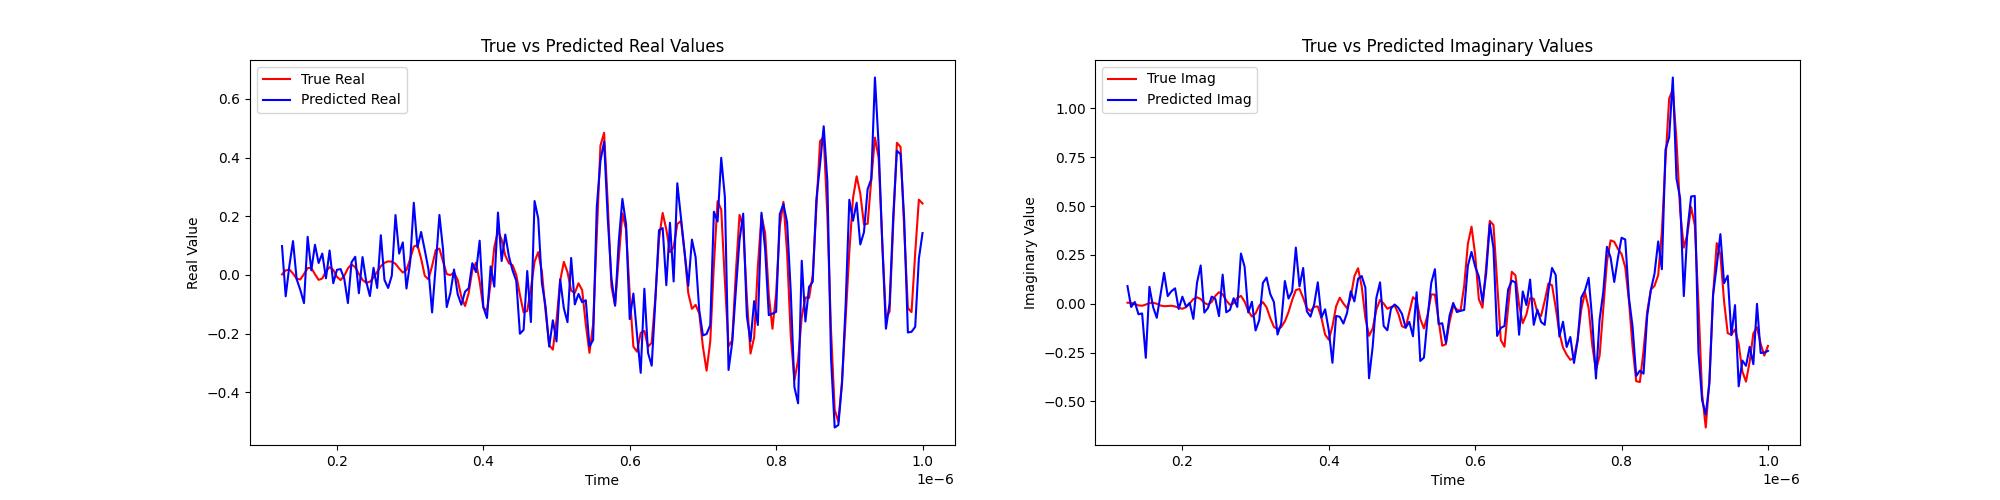 True vs Predicted Real Values
True Real
Predicted Real
Real Value
0.6
0.4
0.2
0.0
−0.2
−0.4
0.2
0.4
0.6
0.8
1.0
1e−6
Time
True vs Predicted Imaginary Values
True Imag
Predicted Imag
Imaginary Value
1.00
0.75
0.50
0.25
0.00
−0.25
−0.50
0.2
0.4
0.6
0.8
1.0
1e−6
Time